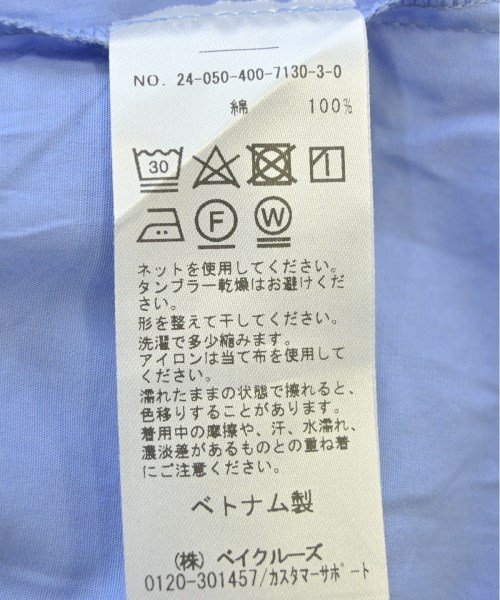 NO. 24-050-400-7130-3-0
綿 100%
30
F W
ネットを使用してください。
タンブラー乾燥はお避けくだ
さい。
形を整えて干してください。
洗濯で多少縮みます。
アイロンは当て布を使用して
ください。
濡れたままの状態で擦れると、
色移りすることがあります。
着用中の摩擦や、汗、水濡れ、
濃淡差があるものとの重ね着
にご注意ください。
ベトナム製
(株) ベイクルーズ
0120-301457/カスタマーサポート